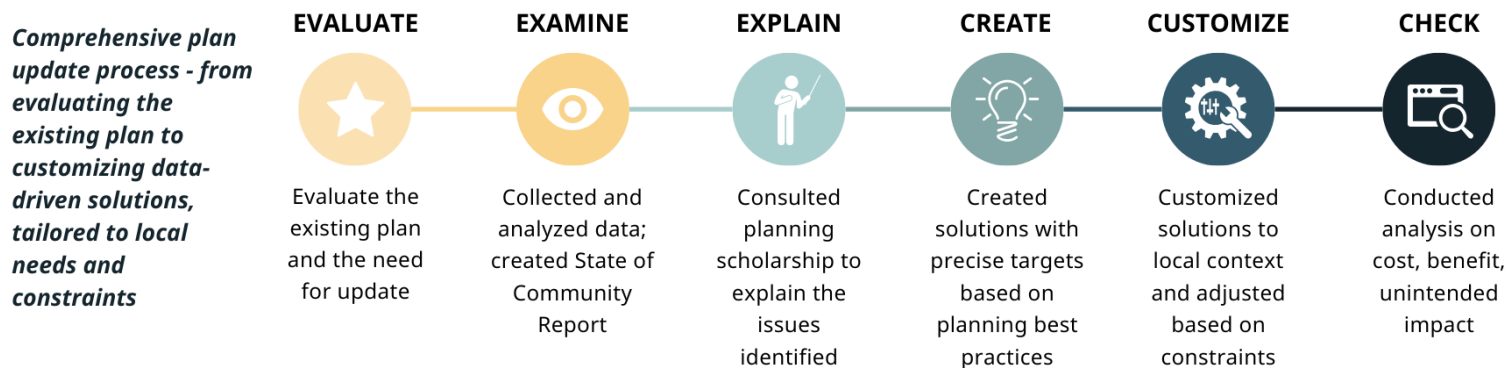 Comprehensive plan
update process - from
evaluating the
existing plan to
customizing data-
driven solutions,
tailored to local
needs and
constraints
EVALUATE
Evaluate the
existing plan
and the need
for update
EXAMINE
Collected and
analyzed data;
created State of
Community
Report
EXPLAIN
Consulted
planning
scholarship to
explain the
issues
identified
CREATE
Created
solutions with
precise targets
based on
planning best
practices
CUSTOMIZE
Customized
solutions to
local context
and adjusted
based on
constraints
CHECK
Conducted
analysis on
cost, benefit,
unintended
impact